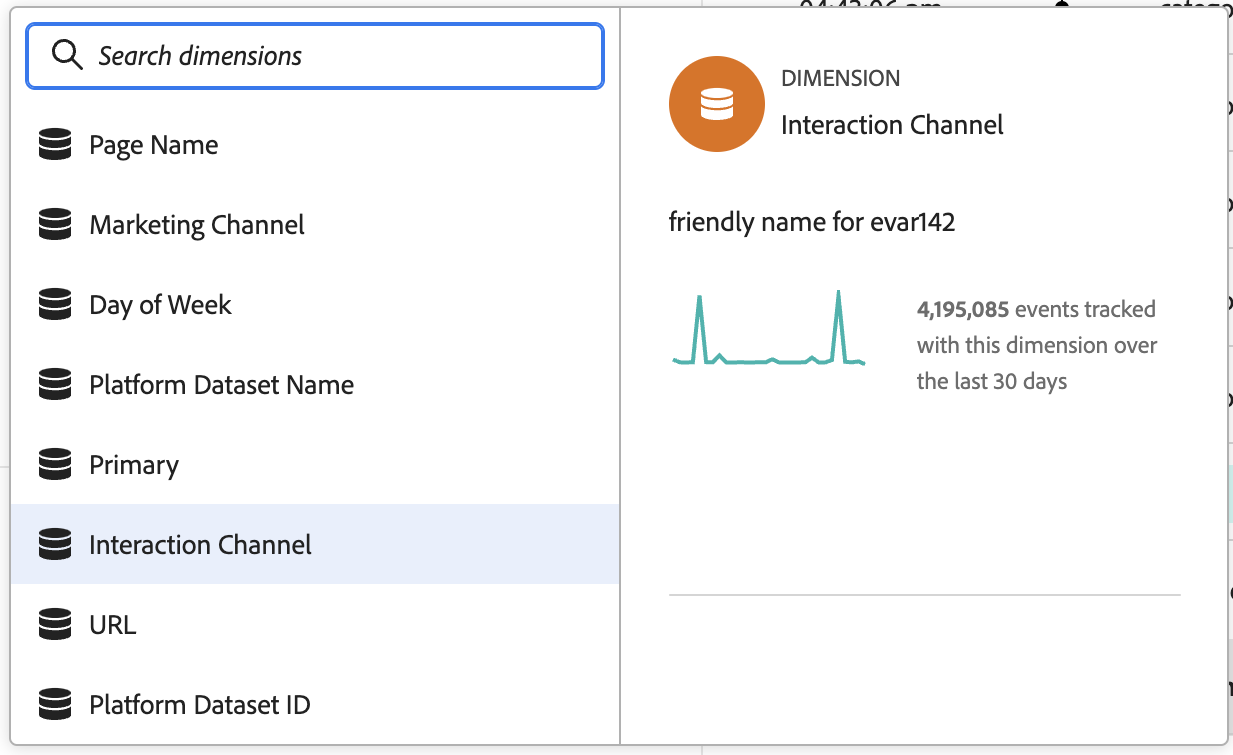 Search dimensions
Page Name
Marketing Channel
Day of Week
Platform Dataset Name
Primary
Interaction Channel
URL
Platform Dataset ID
DIMENSION
Interaction Channel
friendly name for evar142
4,195,085 events tracked
with this dimension over
the last 30 days